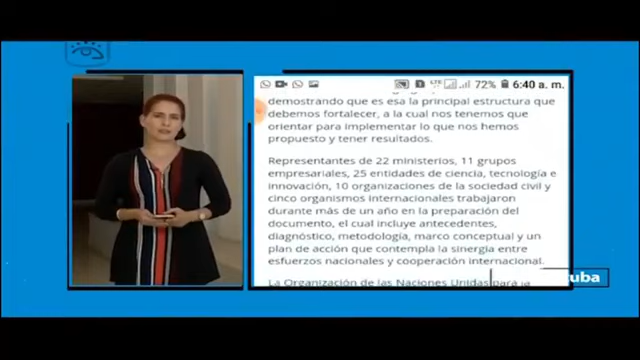 72% 6:40 a. m.
demostrando que es esa la principal estructura que
debemos fortalecer, a la cual nos tenemos que
orientar para implementar lo que nos hemos
propuesto y tener resultados.
Representantes de 22 ministerios, 11 grupos
empresariales, 25 entidades de ciencia, tecnología e
innovación, 10 organizaciones de la sociedad civil y
cinco organismos internacionales trabajaron
durante más de un año en la preparación del
documento, el cual incluye antecedentes,
diagnóstico, metodología, marco conceptual y un
plan de acción que contempla la sinergia entre
esfuerzos nacionales y cooperación internacional.
La Organización de las Naciones Unidas para la